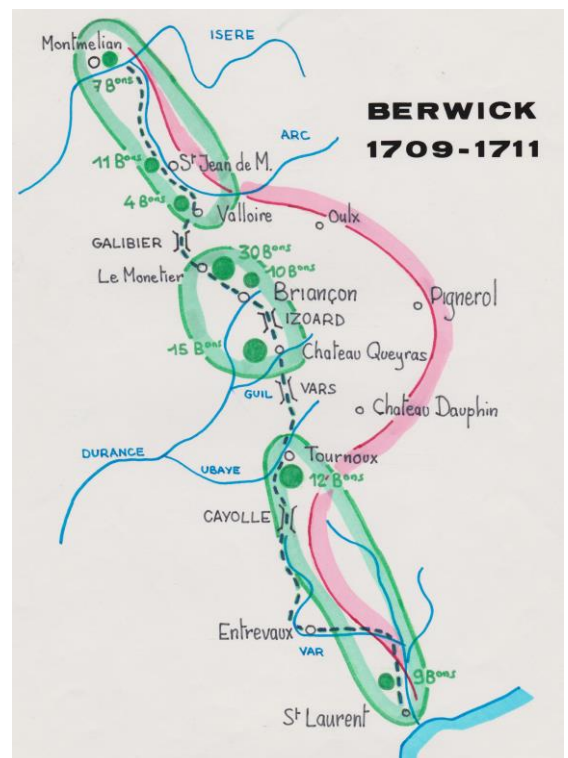 Montmelian
ISERE
7 Bons
BERWICK
1709-1711
ARC
11 Bons
St Jean de M.
4 Bons
Valloire
Oulx
GALIBIER
30 Bons
Le Monetier
10 Bons
Briançon
Pignerol
IZOARD
15 Bons
Chateau Queyras
GUIL
VARS
Chateau Dauphin
DURANCE
Tournoux
UBAYE
12 Bons
CAYOLLE
Entrevaux
VAR
9 Bons
St Laurent